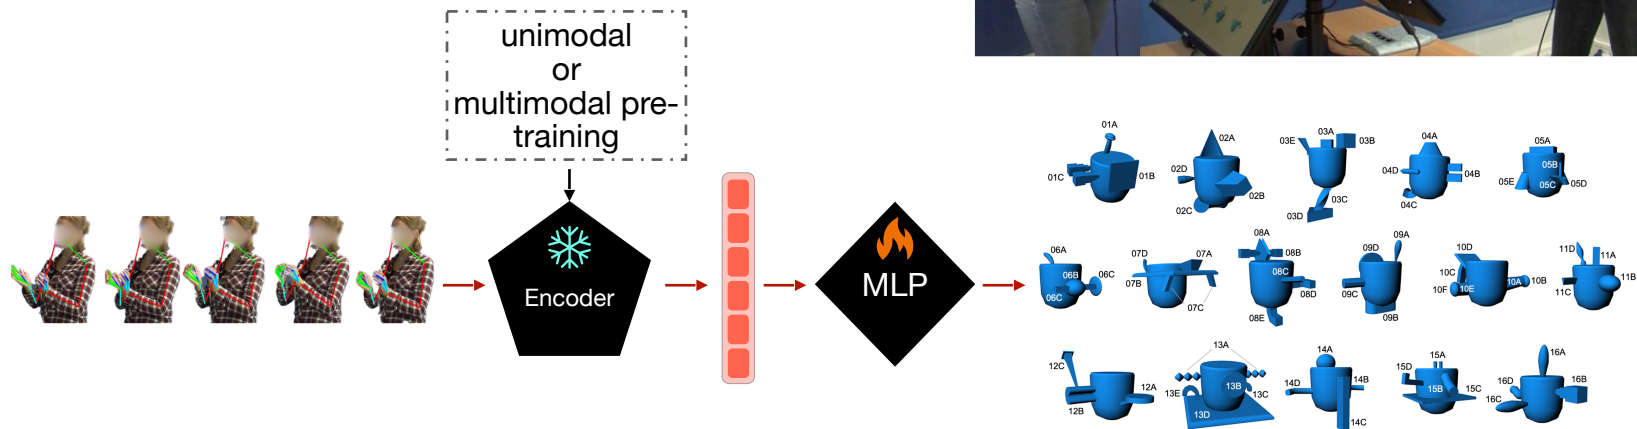 unimodal
or
multimodal pre-
training
Encoder
MLP
01A
01C
01B
02A
02D
02B
02C
03E
03A
03B
03C
03D
04A
04D
04B
04C
05A
05B
05E
05C
05D
06A
06B
06C
06C
07D
07A
07B
07C
08A
08B
08C
08D
08E
09A
09D
09C
09B
10D
10C
10F
10E
10A
10B
11D
11A
11B
11C
12C
12A
12B
13A
13B
13E
13C
13D
14A
14D
14B
14C
15A
15D
15B
15C
16A
16D
16B
16C